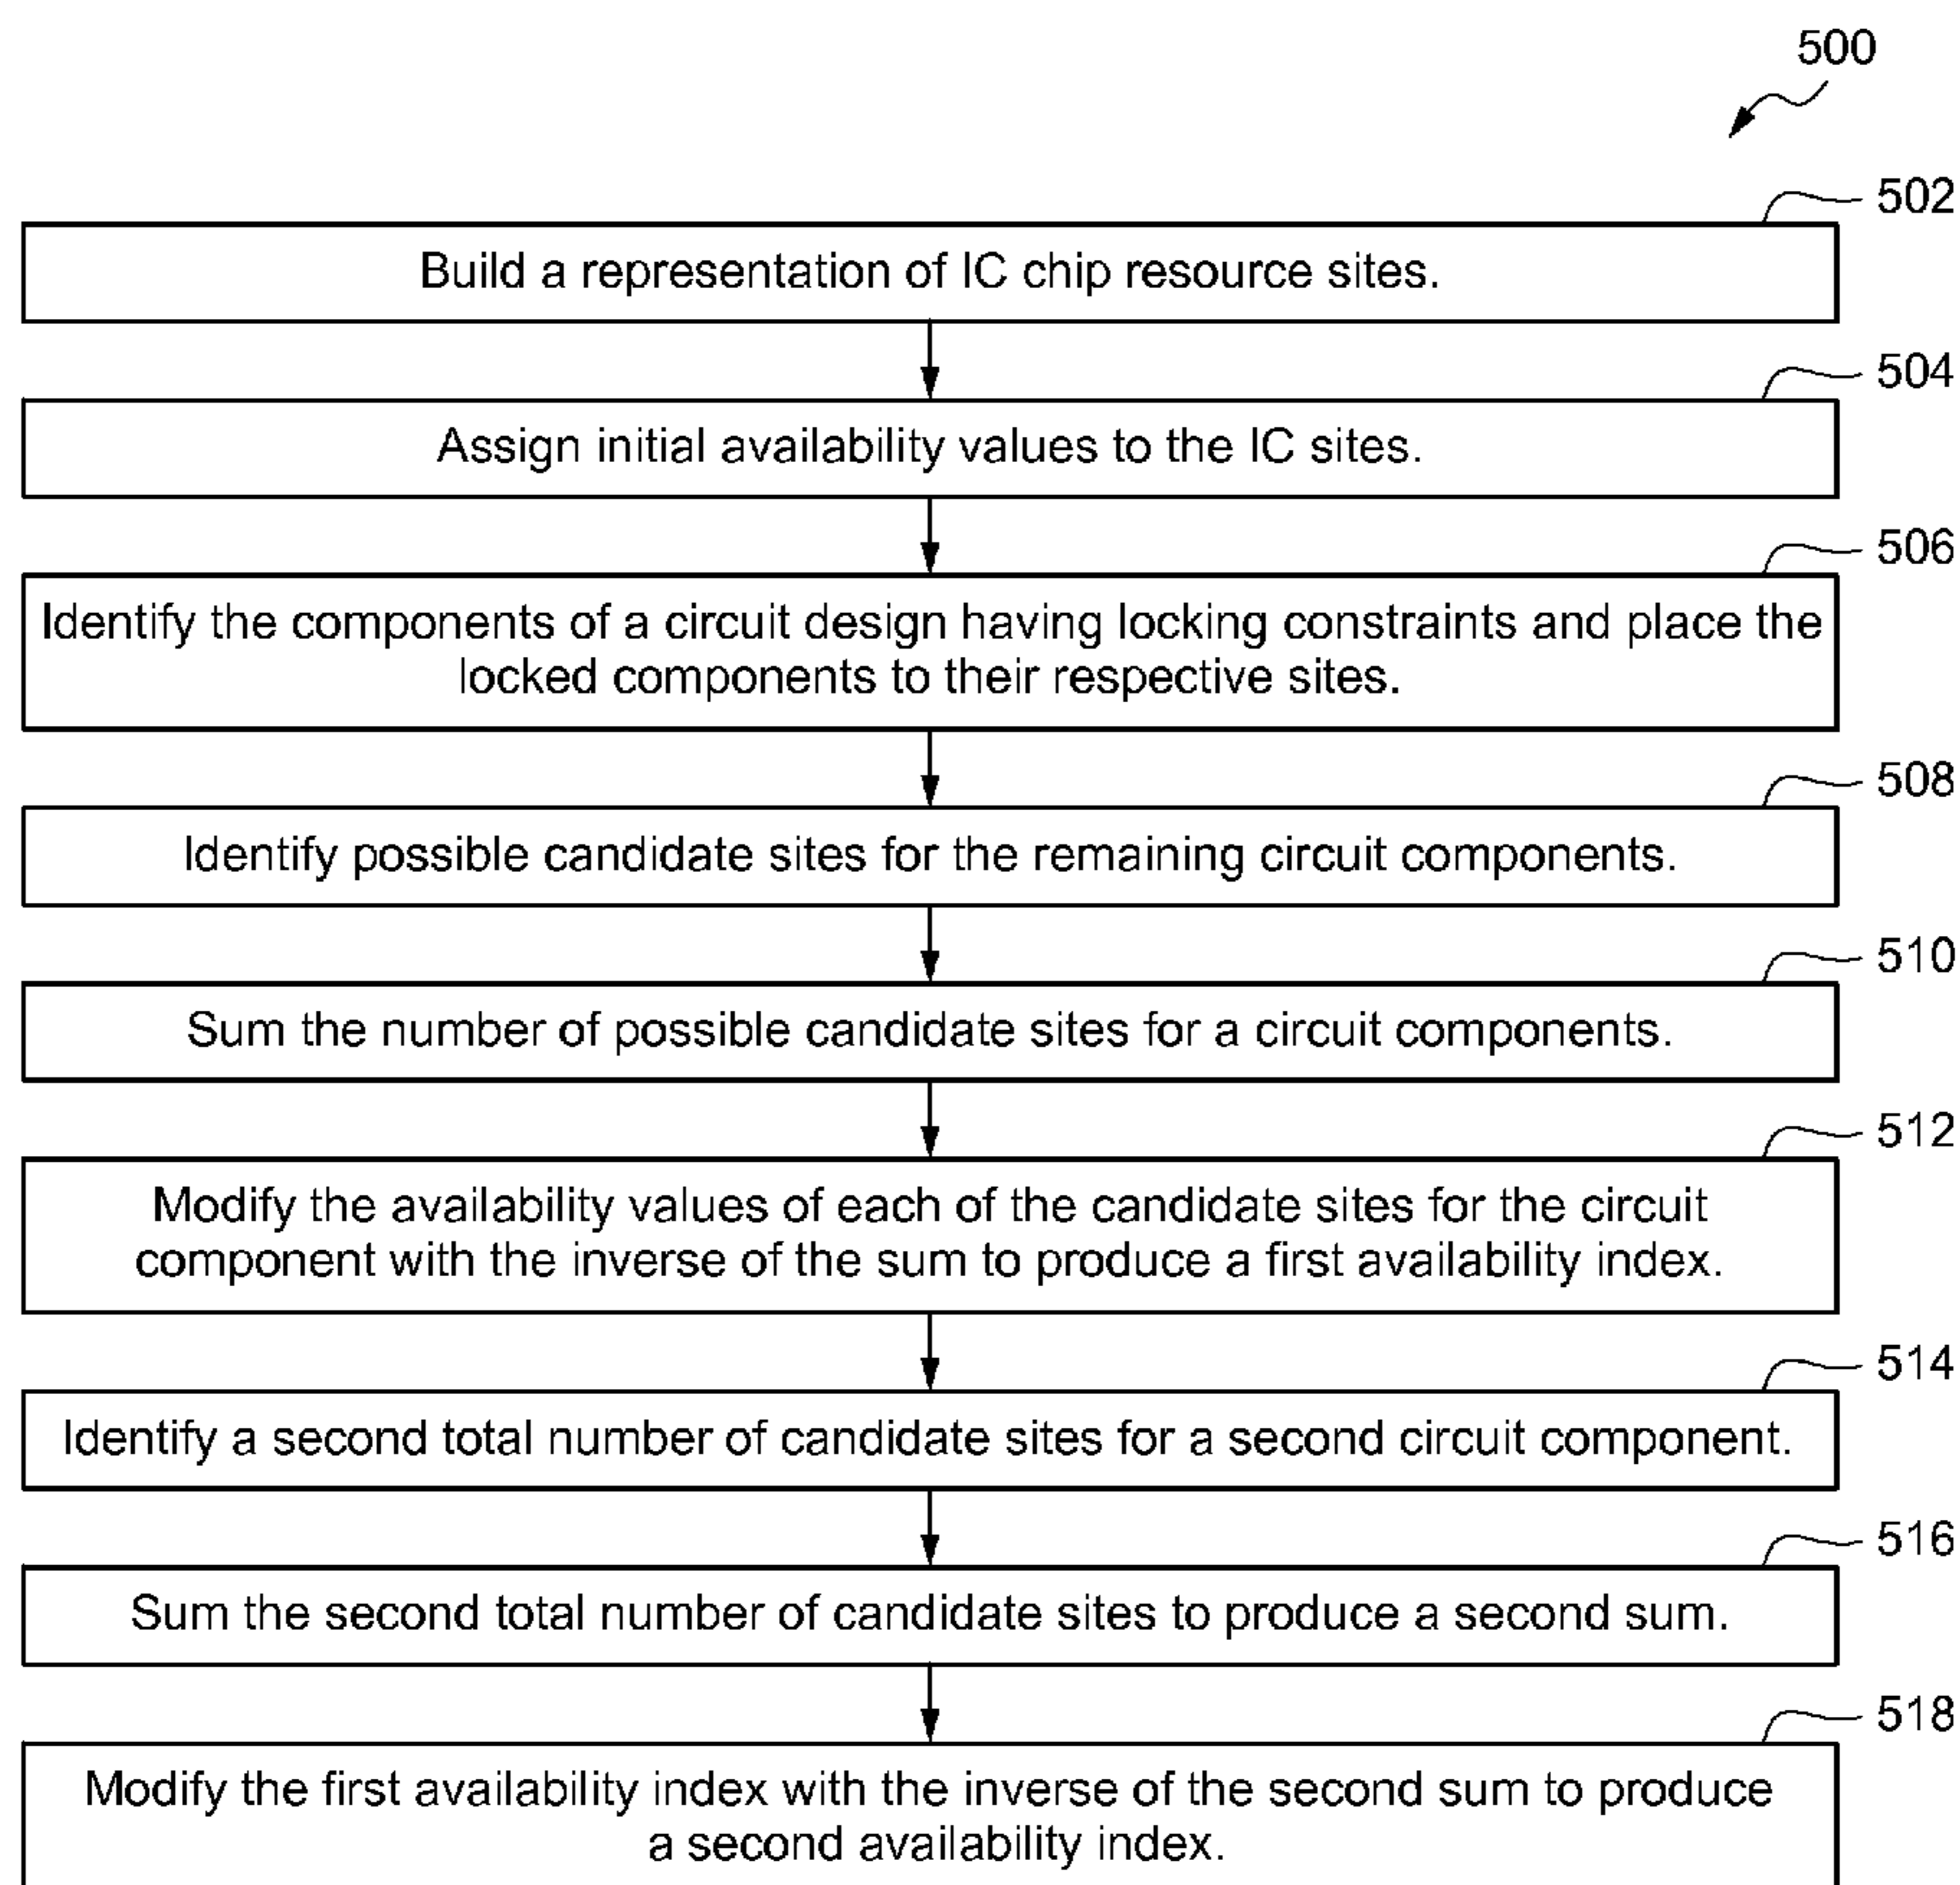 500
502
Build a representation of IC chip resource sites.
504
Assign initial availability values to the IC sites.
506
Identify the components of a circuit design having locking constraints and place the
locked components to their respective sites.
508
Identify possible candidate sites for the remaining circuit components.
510
Sum the number of possible candidate sites for a circuit components.
512
Modify the availability values of each of the candidate sites for the circuit
component with the inverse of the sum to produce a first availability index.
514
Identify a second total number of candidate sites for a second circuit component.
516
Sum the second total number of candidate sites to produce a second sum.
518
Modify the first availability index with the inverse of the second sum to produce
a second availability index.